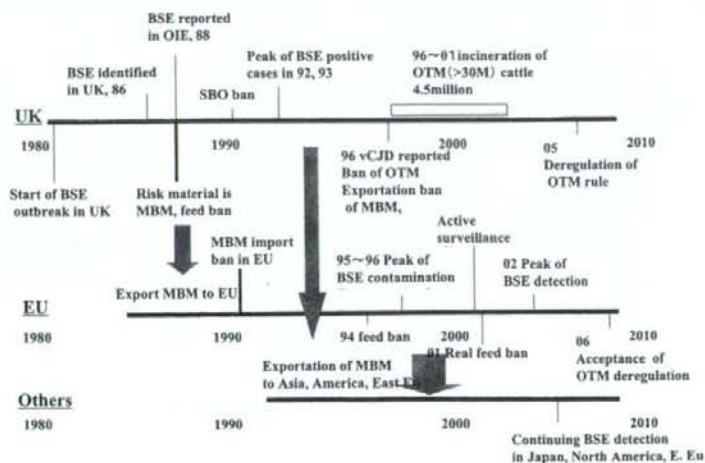 BSE reported
in OIE, 88
BSE identified
in UK, 86
SBO ban
Peak of BSE positive
cases in 92, 93
96～01 incineration of
OTM(>30M) cattle
4.5million
UK
1980
1990
2000
2010
Start of BSE
outbreak in UK
Risk material is
MBM, feed ban
96 vCJD reported
Ban of OTM
Exportation ban
of MBM,
05
Deregulation of
OTM rule
MBM import
ban in EU
Export MBM to EU
95～96 Peak of
BSE contamination
Active
surveillance
02 Peak of
BSE detection
EU
1980
1990
94 feed ban
2000
01 Real feed ban
2010
06
Acceptance of
OTM deregulation
Exportation of MBM
to Asia, America, East Eu
Others
1980
1990
2000
2010
Continuing BSE detection
in Japan, North America, E. Eu